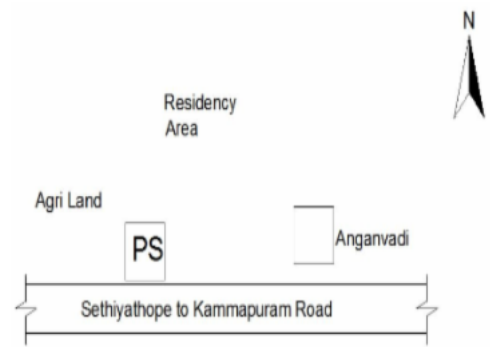 N
Residency
Area
Agri Land
PS
Anganvadi
Sethiyathope to Kammapuram Road